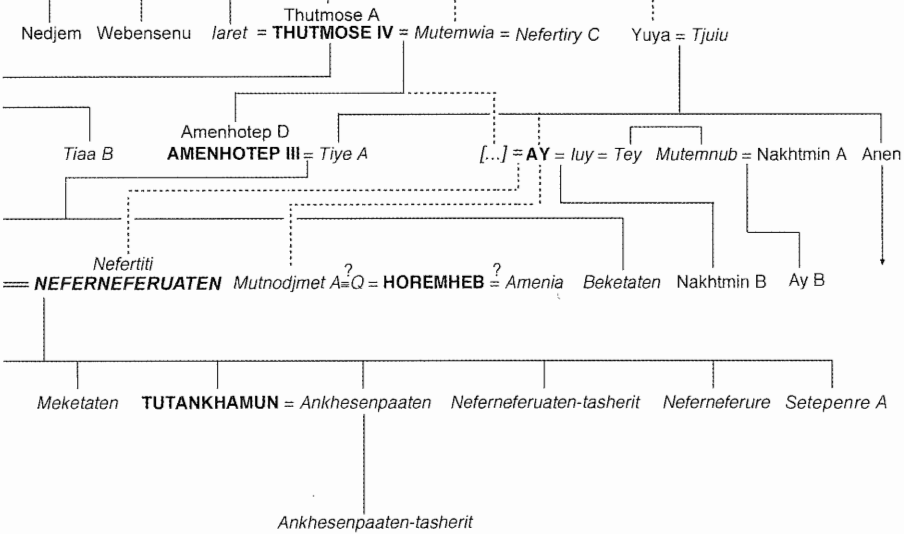 Thutmose A
Nedjem Webensenu Iaret = THUTMOSE IV = Mutemwia = Nefertiry C Yuya = Tjuiu
Amenhotep D
Tiaa B AMENHOTEP III = Tiye A [...] = AY = Iuy = Tey Mutemnub = Nakhtmin A Anen
Nefertiti
== NEFERNEFERUATEN Mutnodjmet A=?Q = HOREMHEB =? Amenia Beketaten Nakhtmin B Ay B
Meketaten TUTANKHAMUN = Ankhesenpaaten Neferneferuaten-tasherit Neferneferure Setepenre A
Ankhesenpaaten-tasherit